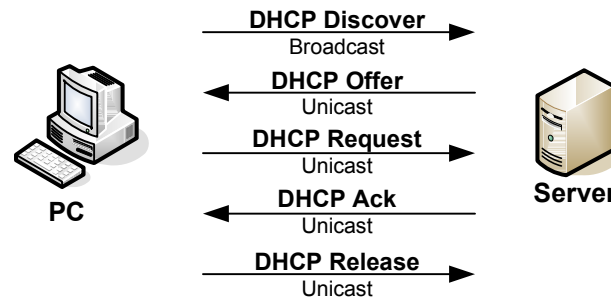 DHCP Discover
Broadcast
DHCP Offer
Unicast
DHCP Request
Unicast
DHCP Ack
Unicast
DHCP Release
Unicast
PC
Server